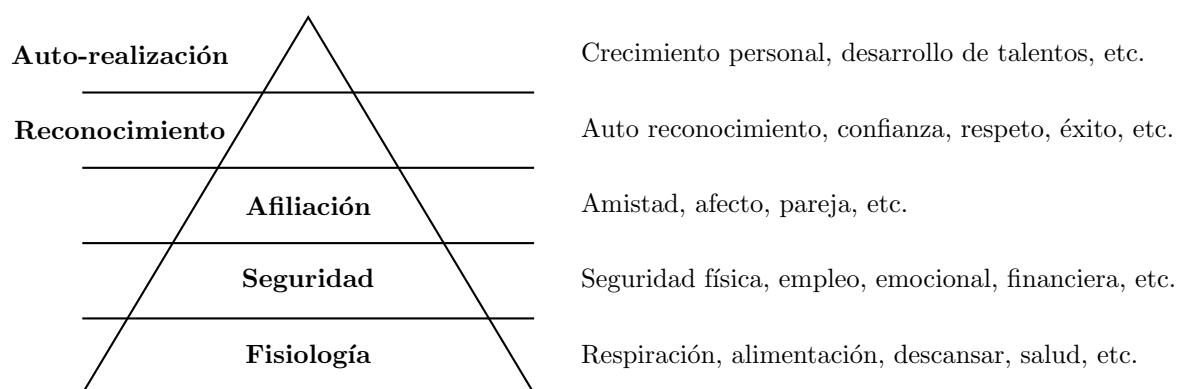 Auto-realización
Crecimiento personal, desarrollo de talentos, etc.
Reconocimiento
Auto reconocimiento, confianza, respeto, éxito, etc.
Afiliación
Amistad, afecto, pareja, etc.
Seguridad
Seguridad física, empleo, emocional, financiera, etc.
Fisiología
Respiración, alimentación, descansar, salud, etc.